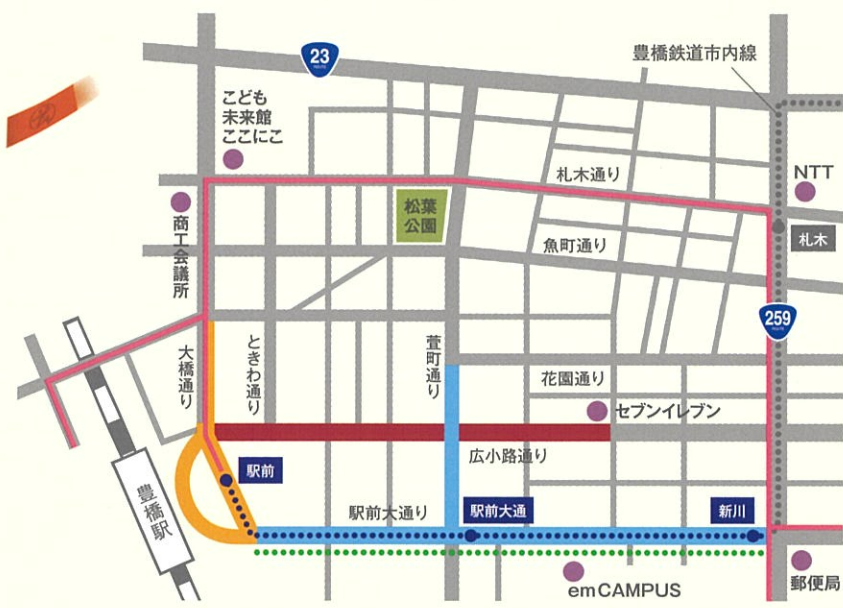 23
ROUTE
豊橋鉄道市内線
こども
未来館
ここにこ
札木通り
NTT
松葉
公園
札木
商工会議所
魚町通り
259
ROUTE
大橋通り
ときわ通り
萱町通り
花園通り
セブンイレブン
広小路通り
駅前
豊橋駅
駅前大通り
駅前大通
新川
emCAMPUS
郵便局